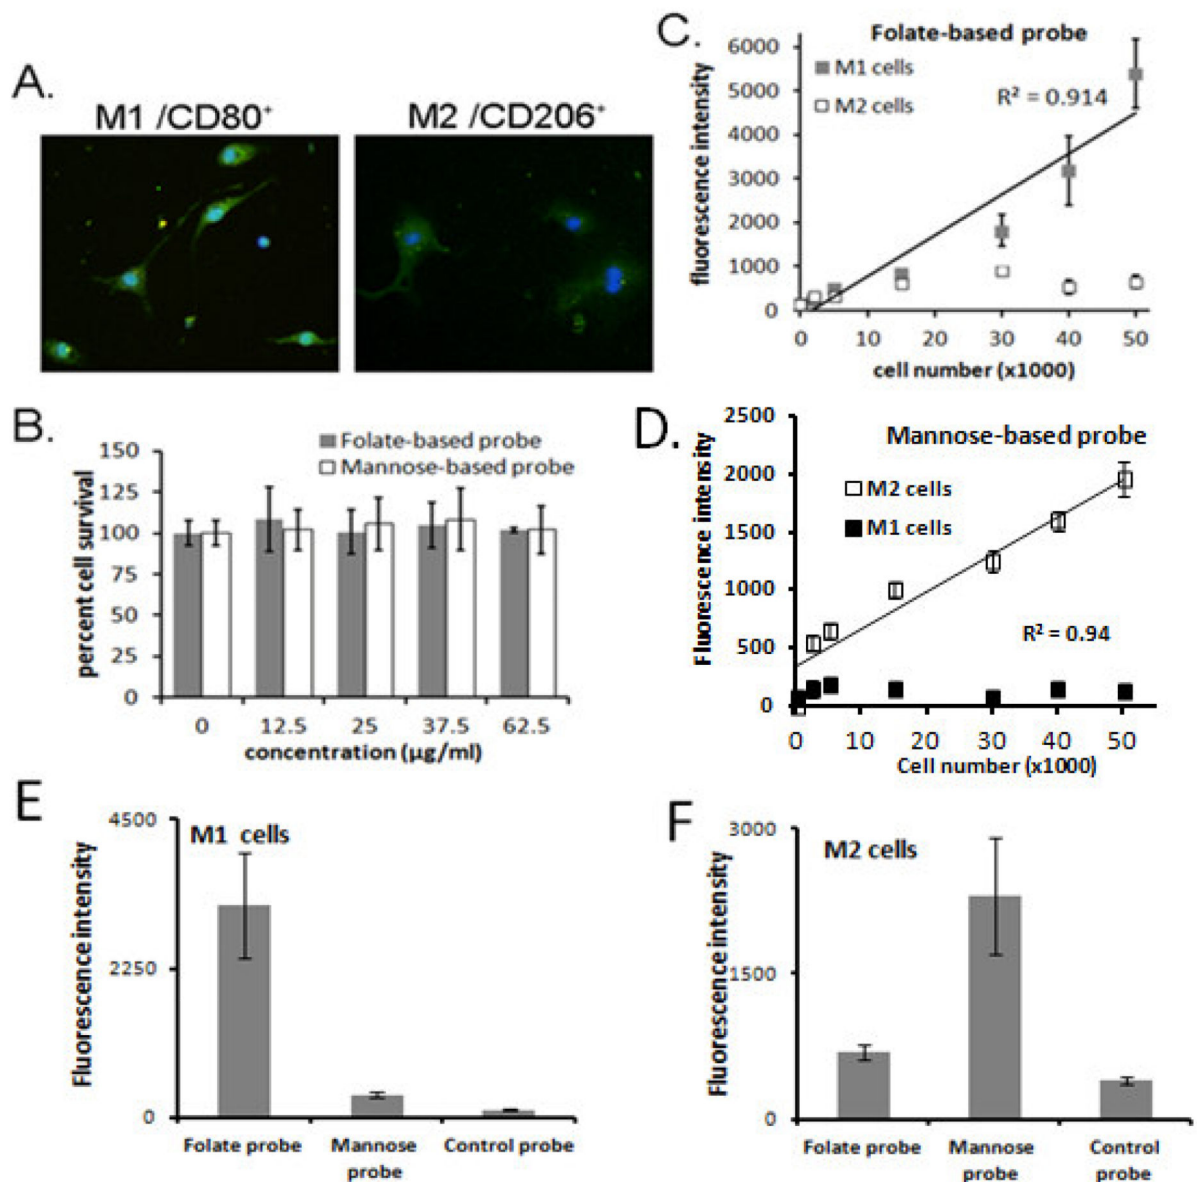 A.
M1 /CD80⁺
M2 /CD206⁺
B.
Folate-based probe
Mannose-based probe
percent cell survival
150
125
100
75
50
25
0
0 12.5 25 37.5 62.5
concentration (µg/ml)
C.
Folate-based probe
M1 cells
M2 cells
R² = 0.914
fluorescence intensity
6000
5000
4000
3000
2000
1000
0
0 10 20 30 40 50
cell number (x1000)
D.
Mannose-based probe
M2 cells
M1 cells
R² = 0.94
Fluorescence intensity
2500
2000
1500
1000
500
0
0 10 20 30 40 50
Cell number (x1000)
E
M1 cells
Fluorescence intensity
4500
2250
0
Folate probe
Mannose
probe
Control probe
F
M2 cells
Fluorescence intensity
3000
1500
0
Folate probe
Mannose
probe
Control
probe